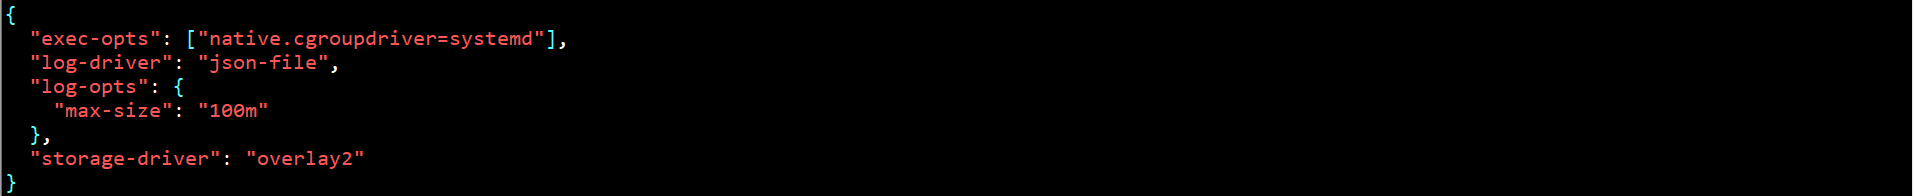 {
  "exec-opts": ["native.cgroupdriver=systemd"],
  "log-driver": "json-file",
  "log-opts": {
    "max-size": "100m"
  },
  "storage-driver": "overlay2"
}